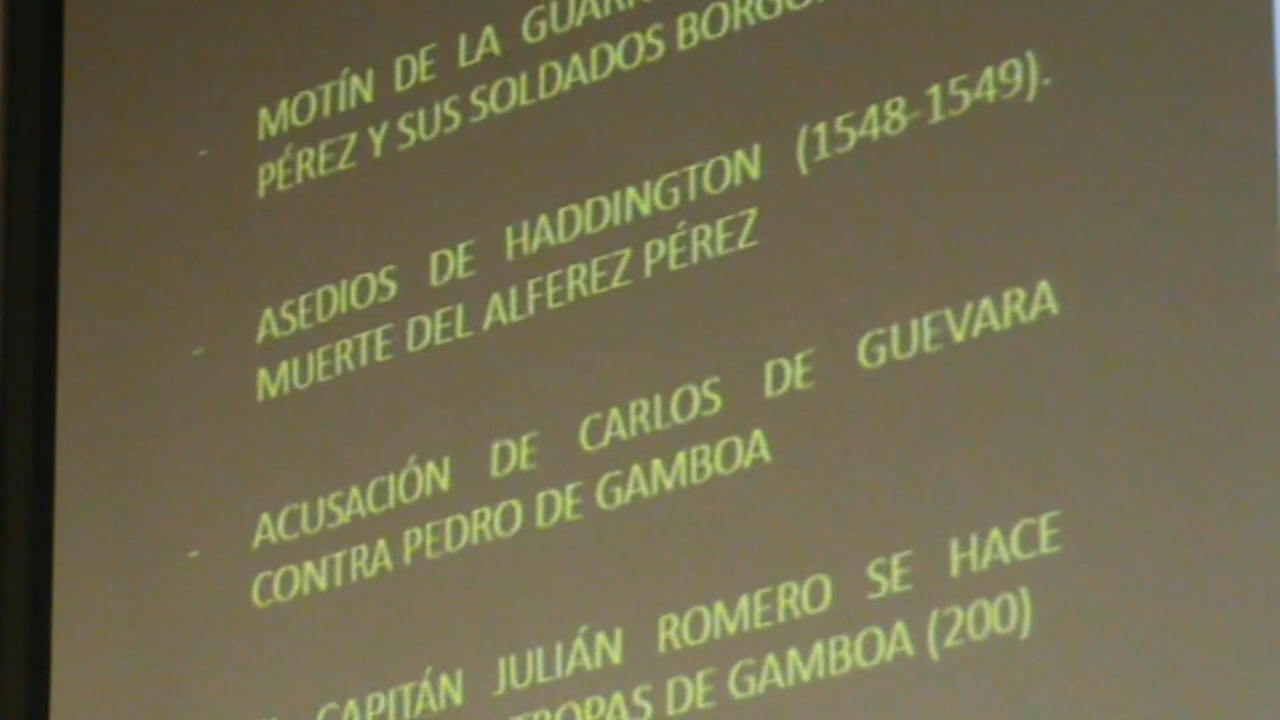 MOTÍN DE LA
- PÉREZ Y SUS SOLDADOS
ASEDIOS DE HADDINGTON (1548-1549).
- MUERTE DEL ALFEREZ PÉREZ
ACUSACIÓN DE CARLOS DE GUEVARA
- CONTRA PEDRO DE GAMBOA
CAPITÁN JULIÁN ROMERO SE HACE
TROPAS DE GAMBOA (200)